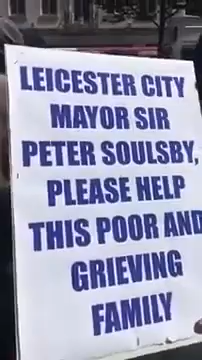 LEICESTER CITY
MAYOR SIR
PETER SOULSBY,
PLEASE HELP
THIS POOR AND
GRIEVING
FAMILY